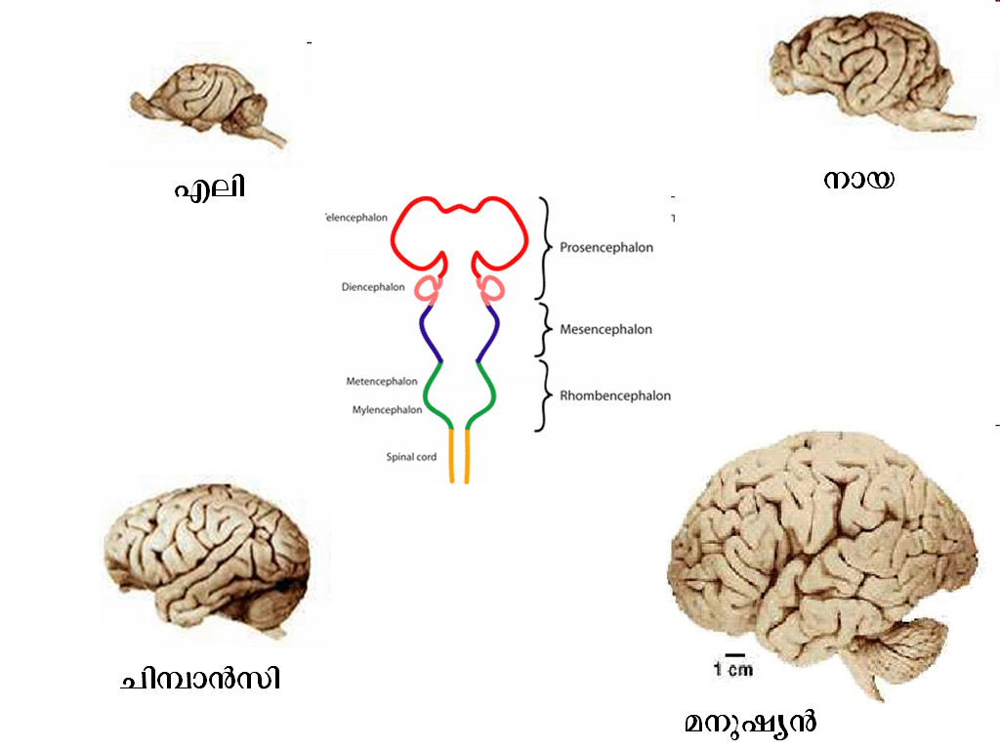 എലി
നായ
elencephalon
T
Prosencephalon
Diencephalon
Mesencephalon
Metencephalon
Rhombencephalon
Mylencephalon
Spinal cord
1 cm
ചിമ്പാൻസി
മനുഷ്യൻ